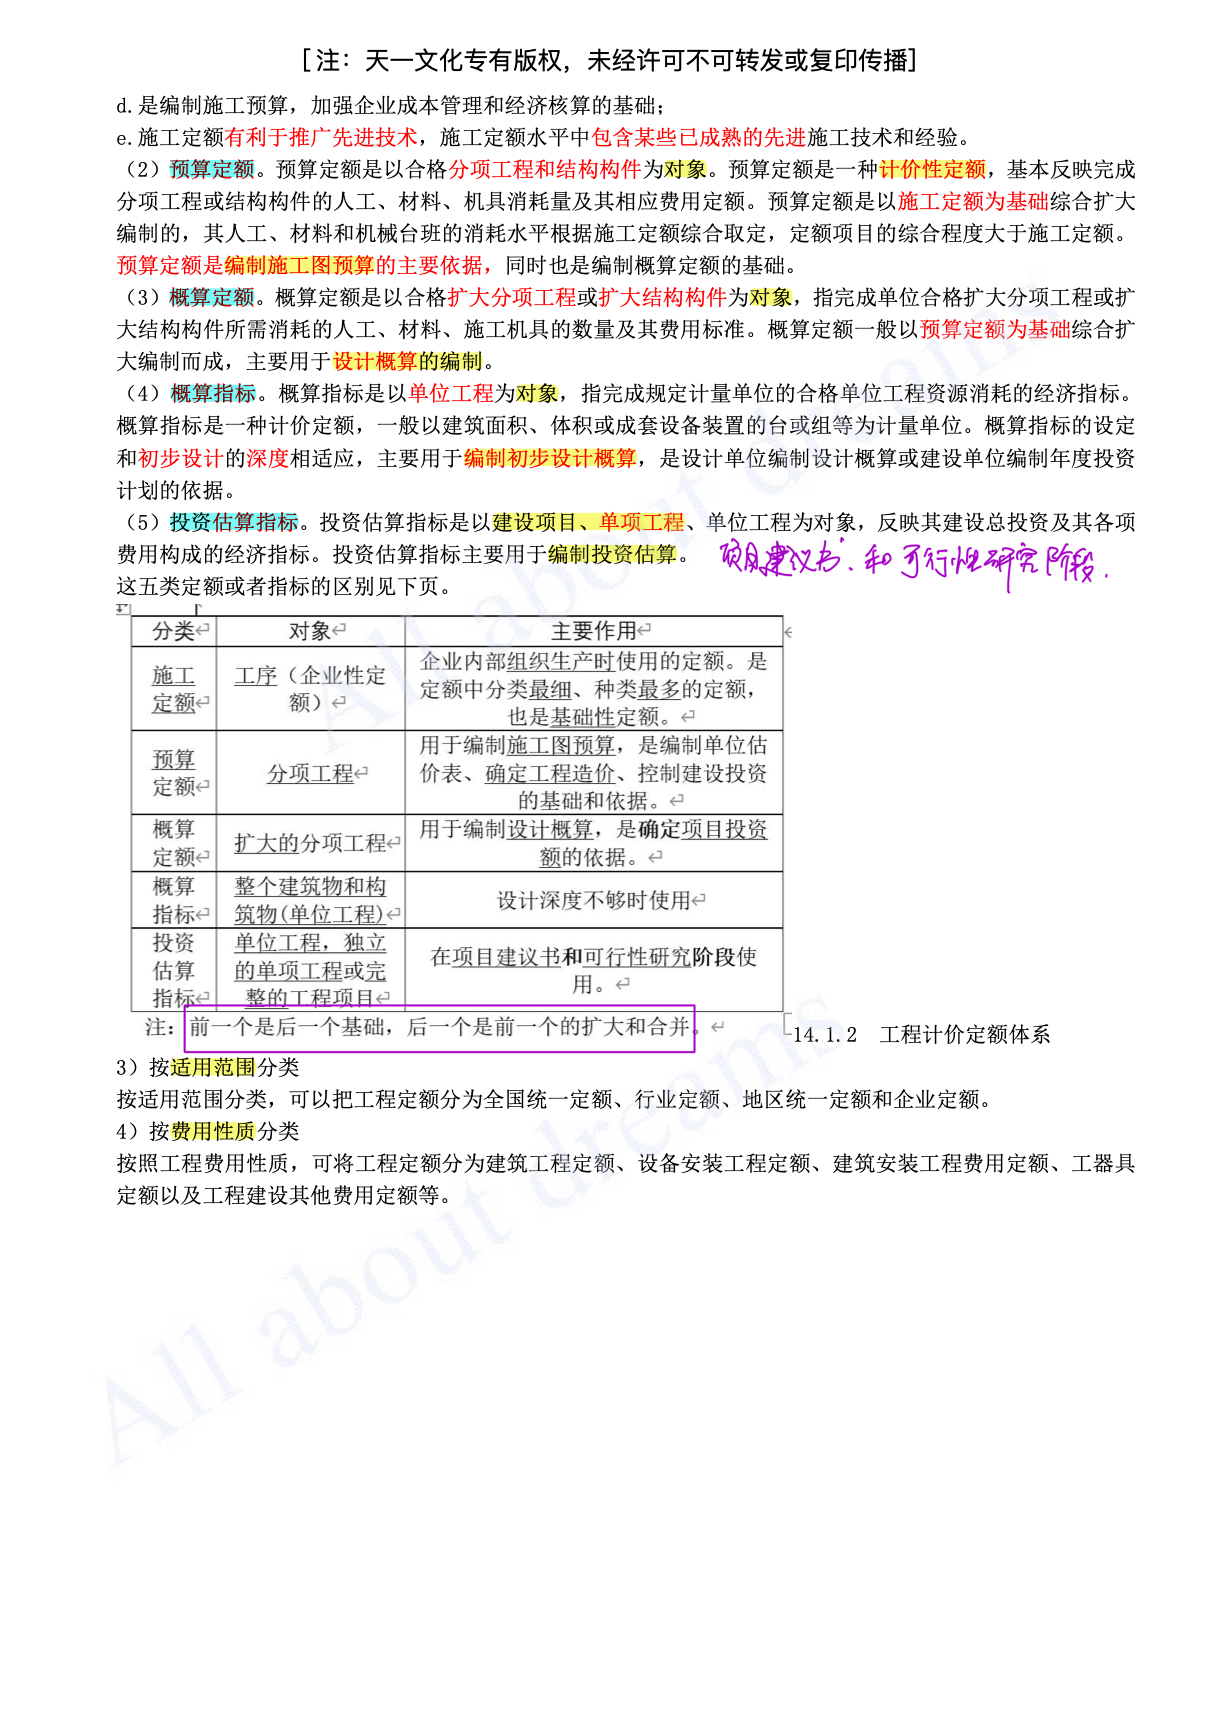 [注：天一文化专有版权，未经许可不可转发或复印传播]
d.是编制施工预算，加强企业成本管理和经济核算的基础；
e.施工定额有利于推广先进技术，施工定额水平中包含某些已成熟的先进施工技术和经验。
（2）预算定额。预算定额是以合格分项工程和结构构件为对象。预算定额是一种计价性定额，基本反映完成
分项工程或结构构件的人工、材料、机具消耗量及其相应费用定额。预算定额是以施工定额为基础综合扩大
编制的，其人工、材料和机械台班的消耗水平根据施工定额综合取定，定额项目的综合程度大于施工定额。
预算定额是编制施工图预算的主要依据，同时也是编制概算定额的基础。
（3）概算定额。概算定额是以合格扩大分项工程或扩大结构构件为对象，指完成单位合格扩大分项工程或扩
大结构构件所需消耗的人工、材料、施工机具的数量及其费用标准。概算定额一般以预算定额为基础综合扩
大编制而成，主要用于设计概算的编制。
（4）概算指标。概算指标是以单位工程为对象，指完成规定计量单位的合格单位工程资源消耗的经济指标。
概算指标是一种计价定额，一般以建筑面积、体积或成套设备装置的台或组等为计量单位。概算指标的设定
和初步设计的深度相适应，主要用于编制初步设计概算，是设计单位编制设计概算或建设单位编制年度投资
计划的依据。
（5）投资估算指标。投资估算指标是以建设项目、单项工程、单位工程为对象，反映其建设总投资及其各项
费用构成的经济指标。投资估算指标主要用于编制投资估算。 项目建议书、和可行性研究阶段.
这五类定额或者指标的区别见下页。
分类 对象 主要作用
施工定额 工序（企业性定额） 企业内部组织生产时使用的定额。是定额中分类最细、种类最多的定额，也是基础性定额。
预算定额 分项工程 用于编制施工图预算，是编制单位估价表、确定工程造价、控制建设投资的基础和依据。
概算定额 扩大的分项工程 用于编制设计概算，是确定项目投资额的依据。
概算指标 整个建筑物和构筑物(单位工程) 设计深度不够时使用
投资估算指标 单位工程，独立的单项工程或完整的工程项目 在项目建议书和可行性研究阶段使用。
注：前一个是后一个基础，后一个是前一个的扩大和合并。
14.1.2 工程计价定额体系
3）按适用范围分类
按适用范围分类，可以把工程定额分为全国统一定额、行业定额、地区统一定额和企业定额。
4）按费用性质分类
按照工程费用性质，可将工程定额分为建筑工程定额、设备安装工程定额、建筑安装工程费用定额、工器具
定额以及工程建设其他费用定额等。
All about dreams
All about dreams